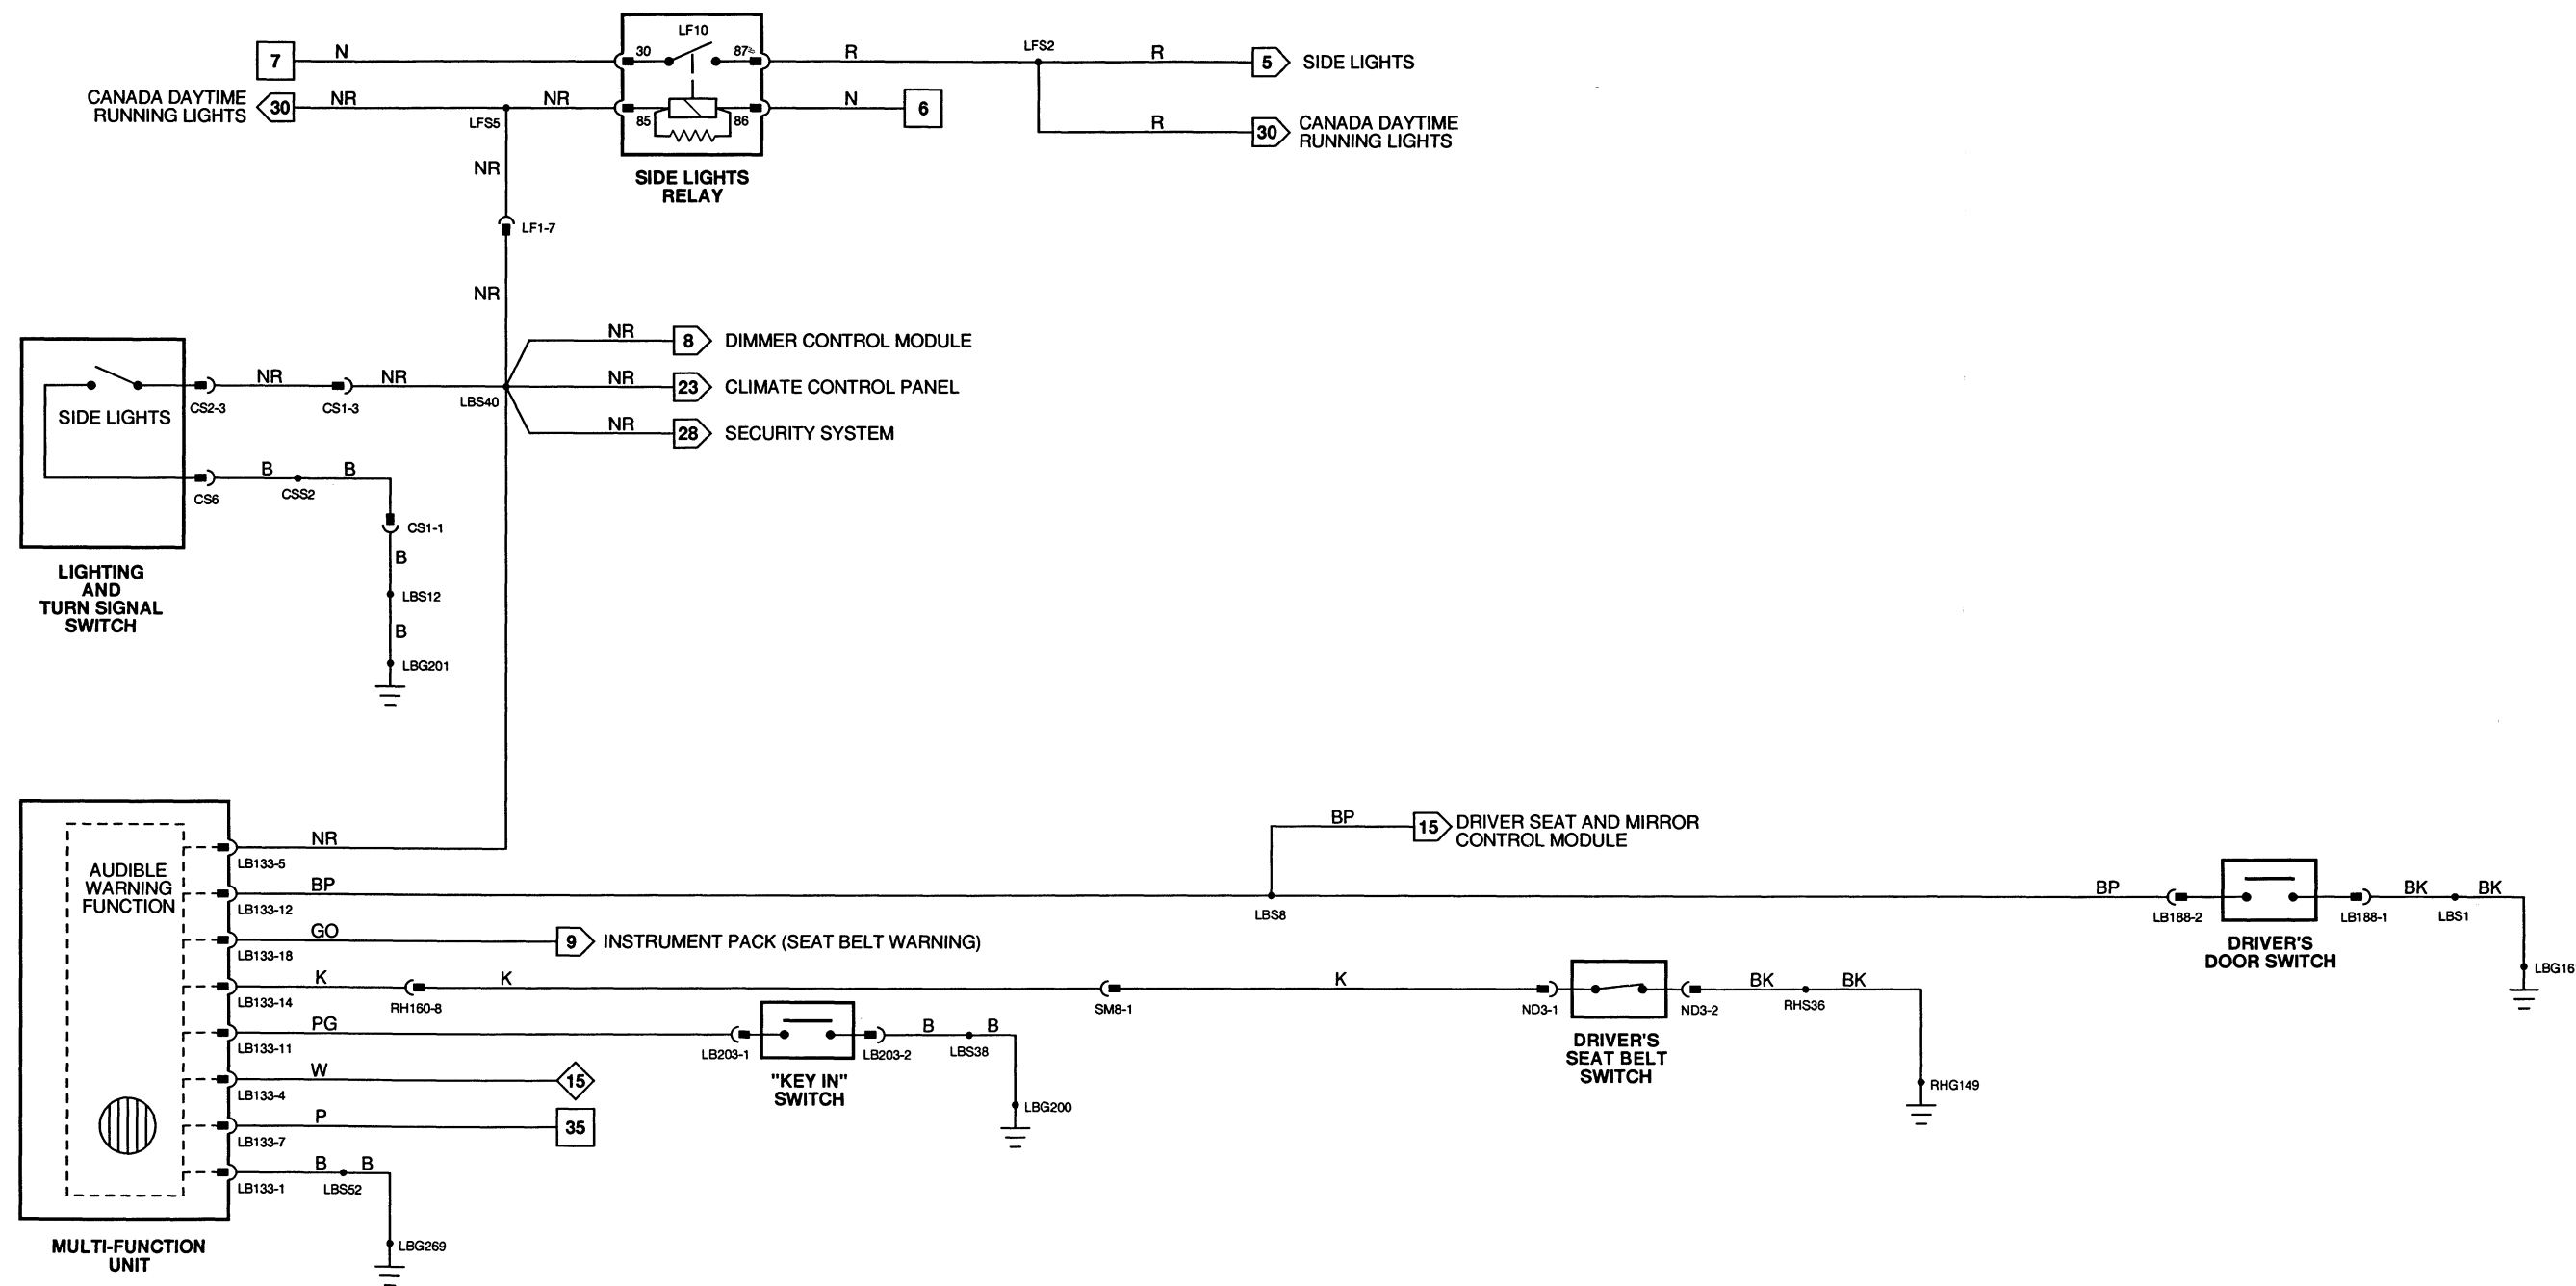 LF10
7
N
30
87
R
LFS2
R
5
SIDE LIGHTS
CANADA DAYTIME
RUNNING LIGHTS
30
NR
NR
LFS5
85
86
N
6
R
30
CANADA DAYTIME
RUNNING LIGHTS
SIDE LIGHTS
RELAY
NR
LF1-7
NR
NR
8
DIMMER CONTROL MODULE
SIDE LIGHTS
CS2-3
NR
CS1-3
NR
LBS40
NR
23
CLIMATE CONTROL PANEL
NR
28
SECURITY SYSTEM
CS6
B
CSS2
B
CS1-1
B
LBS12
B
LBG201
LIGHTING
AND
TURN SIGNAL
SWITCH
AUDIBLE
WARNING
FUNCTION
NR
LB133-5
BP
15
DRIVER SEAT AND MIRROR
CONTROL MODULE
BP
LB133-12
LBS8
BP
LB188-2
LB188-1
BK
LBS1
BK
DRIVER'S
DOOR SWITCH
LBG16
GO
LB133-18
9
INSTRUMENT PACK (SEAT BELT WARNING)
K
LB133-14
RH160-8
K
SM8-1
K
ND3-1
ND3-2
BK
RHS36
BK
DRIVER'S
SEAT BELT
SWITCH
RHG149
PG
LB133-11
LB203-1
LB203-2
B
LBS38
B
"KEY IN"
SWITCH
LBG200
W
LB133-4
15
P
LB133-7
35
B
B
LB133-1
LBS52
LBG269
MULTI-FUNCTION
UNIT